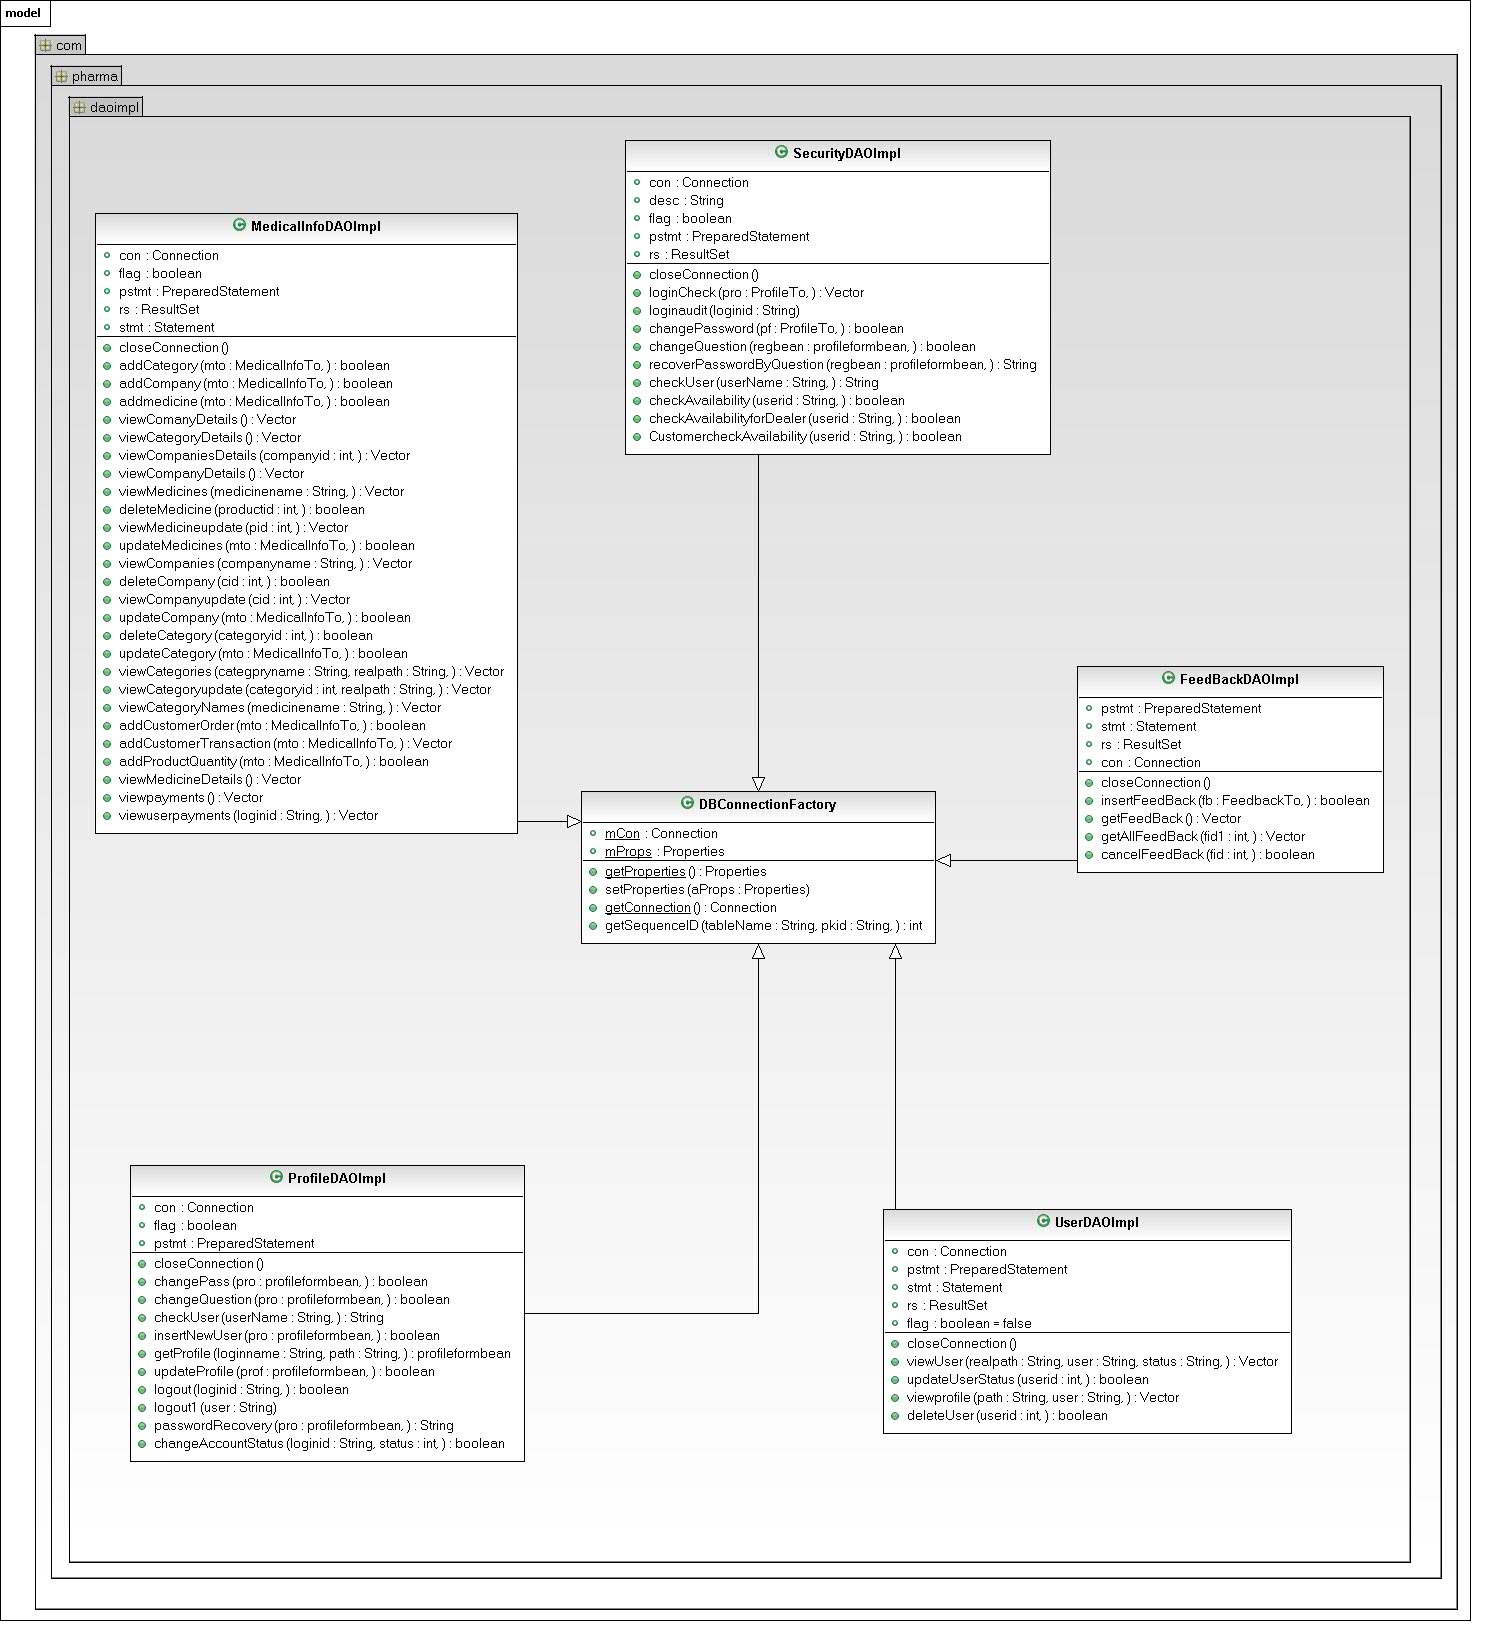 model
com
pharma
daoimpl
SecurityDAOImpl
con : Connection
desc : String
flag : boolean
pstmt : PreparedStatement
rs : ResultSet
closeConnection()
loginCheck(pro : ProfileTo, ) : Vector
loginaudit(loginid : String)
changePassword(pf : ProfileTo, ) : boolean
changeQuestion(regbean : profileformbean, ) : boolean
recoverPasswordByQuestion(regbean : profileformbean, ) : String
checkUser(userName : String, ) : String
checkAvailability(userid : String, ) : boolean
checkAvailabilityforDealer(userid : String, ) : boolean
CustomercheckAvailability(userid : String, ) : boolean
MedicalInfoDAOImpl
con : Connection
flag : boolean
pstmt : PreparedStatement
rs : ResultSet
stmt : Statement
closeConnection()
addCategory(mto : MedicalInfoTo, ) : boolean
addCompany(mto : MedicalInfoTo, ) : boolean
addmedicine(mto : MedicalInfoTo, ) : boolean
viewComanyDetails() : Vector
viewCategoryDetails() : Vector
viewCompaniesDetails(companyid : int, ) : Vector
viewCompanyDetails() : Vector
viewMedicines(medicinename : String, ) : Vector
deleteMedicine(productid : int, ) : boolean
viewMedicineupdate(pid : int, ) : Vector
updateMedicines(mto : MedicalInfoTo, ) : boolean
viewCompanies(companyname : String, ) : Vector
deleteCompany(cid : int, ) : boolean
viewCompanyupdate(cid : int, ) : Vector
updateCompany(mto : MedicalInfoTo, ) : boolean
deleteCategory(categoryid : int, ) : boolean
updateCategory(mto : MedicalInfoTo, ) : boolean
viewCategories(categpryname : String, realpath : String, ) : Vector
viewCategoryupdate(categoryid : int, realpath : String, ) : Vector
viewCategoryNames(medicinename : String, ) : Vector
addCustomerOrder(mto : MedicalInfoTo, ) : boolean
addCustomerTransaction(mto : MedicalInfoTo, ) : Vector
addProductQuantity(mto : MedicalInfoTo, ) : boolean
viewMedicineDetails() : Vector
viewpayments() : Vector
viewuserpayments(loginid : String, ) : Vector
FeedBackDAOImpl
pstmt : PreparedStatement
stmt : Statement
rs : ResultSet
con : Connection
closeConnection()
insertFeedBack(fb : FeedbackTo, ) : boolean
getFeedBack() : Vector
getAllFeedBack(fid1 : int, ) : Vector
cancelFeedBack(fid : int, ) : boolean
DBConnectionFactory
mCon : Connection
mProps : Properties
getProperties() : Properties
setProperties(aProps : Properties)
getConnection() : Connection
getSequenceID(tableName : String, pkid : String, ) : int
ProfileDAOImpl
con : Connection
flag : boolean
pstmt : PreparedStatement
closeConnection()
changePass(pro : profileformbean, ) : boolean
changeQuestion(pro : profileformbean, ) : boolean
checkUser(userName : String, ) : String
insertNewUser(pro : profileformbean, ) : boolean
getProfile(loginname : String, path : String, ) : profileformbean
updateProfile(prof : profileformbean, ) : boolean
logout(loginid : String, ) : boolean
logout1(user : String)
passwordRecovery(pro : profileformbean, ) : String
changeAccountStatus(loginid : String, status : int, ) : boolean
UserDAOImpl
con : Connection
pstmt : PreparedStatement
stmt : Statement
rs : ResultSet
flag : boolean = false
closeConnection()
viewUser(realpath : String, user : String, status : String, ) : Vector
updateUserStatus(userid : int, ) : boolean
viewprofile(path : String, user : String, ) : Vector
deleteUser(userid : int, ) : boolean